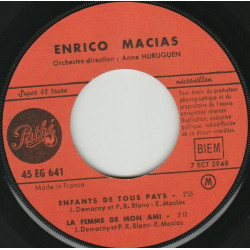 ENRICO MACIAS
Orchestre direction : Anne HURUGUEN
microsillon
Super 45 tours
Pathé
45 EG 641
BIEM
7 ECT 2948
Made in France
M
ENFANTS DE TOUS PAYS - 2'55
J. Demarny et P. R. Blanc - E. Macias
LA FEMME DE MON AMI -
J. Demarny et P. R. Blanc - E. Macias